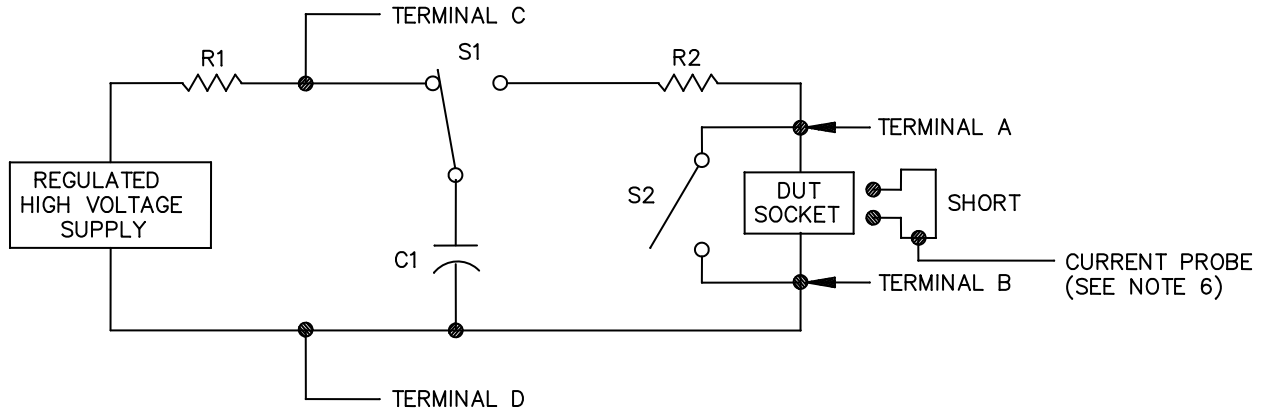 TERMINAL C
S1
R1
R2
TERMINAL A
REGULATED
HIGH VOLTAGE
SUPPLY
S2
DUT
SOCKET
SHORT
C1
CURRENT PROBE
(SEE NOTE 6)
TERMINAL B
TERMINAL D